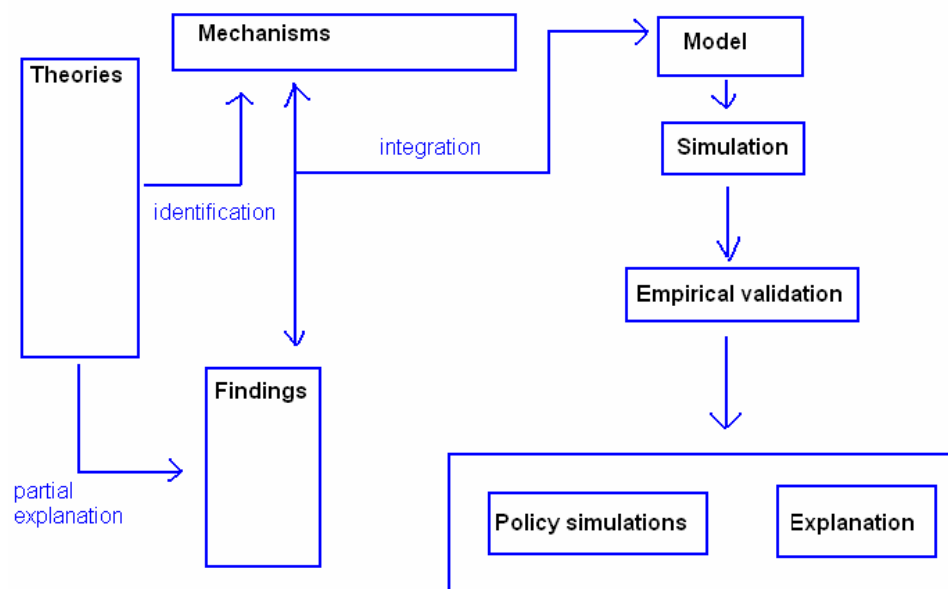 Mechanisms
Model
Theories
Simulation
integration
identification
Empirical validation
Findings
partial
explanation
Policy simulations
Explanation